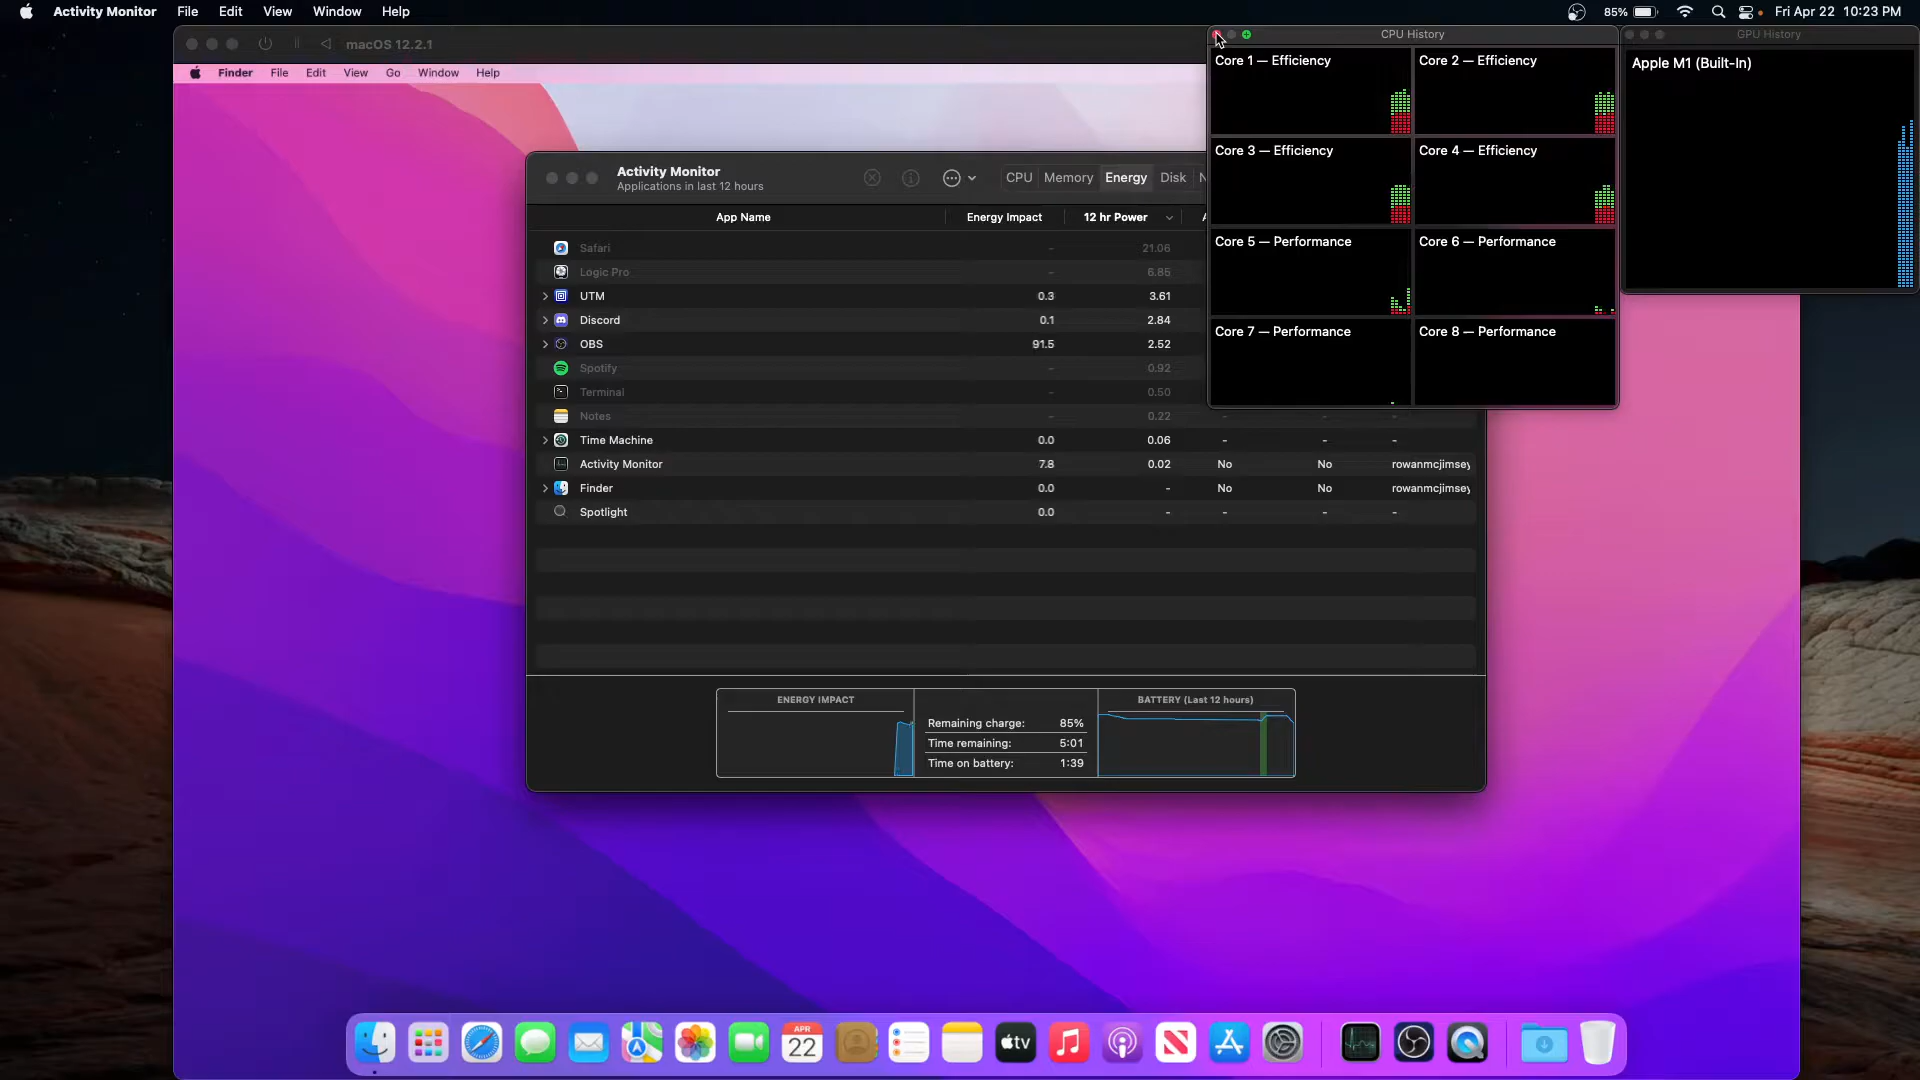 Activity Monitor File Edit View Window Help
85% Fri Apr 22 10:23 PM
macOS 12.2.1
Finder File Edit View Go Window Help
CPU History
Core 1 — Efficiency
Core 2 — Efficiency
Core 3 — Efficiency
Core 4 — Efficiency
Core 5 — Performance
Core 6 — Performance
Core 7 — Performance
Core 8 — Performance
GPU History
Apple M1 (Built-In)
Activity Monitor
Applications in last 12 hours
CPU Memory Energy Disk
App Name Energy Impact 12 hr Power
Safari - 21.06
Logic Pro - 6.85
UTM 0.3 3.61
Discord 0.1 2.84
OBS 91.5 2.52
Spotify - 0.92
Terminal - 0.50
Notes - 0.22 - - -
Time Machine 0.0 0.06 - - -
Activity Monitor 7.8 0.02 No No rowanmcjimsey
Finder 0.0 - No No rowanmcjimsey
Spotlight 0.0 - - - -
ENERGY IMPACT
Remaining charge: 85%
Time remaining: 5:01
Time on battery: 1:39
BATTERY (Last 12 hours)
APR
22
tv